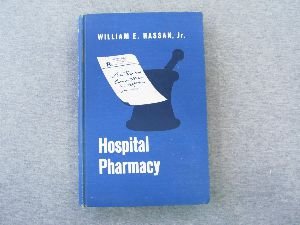 WILLIAM E. HASSAN, Jr.
Hospital
Pharmacy